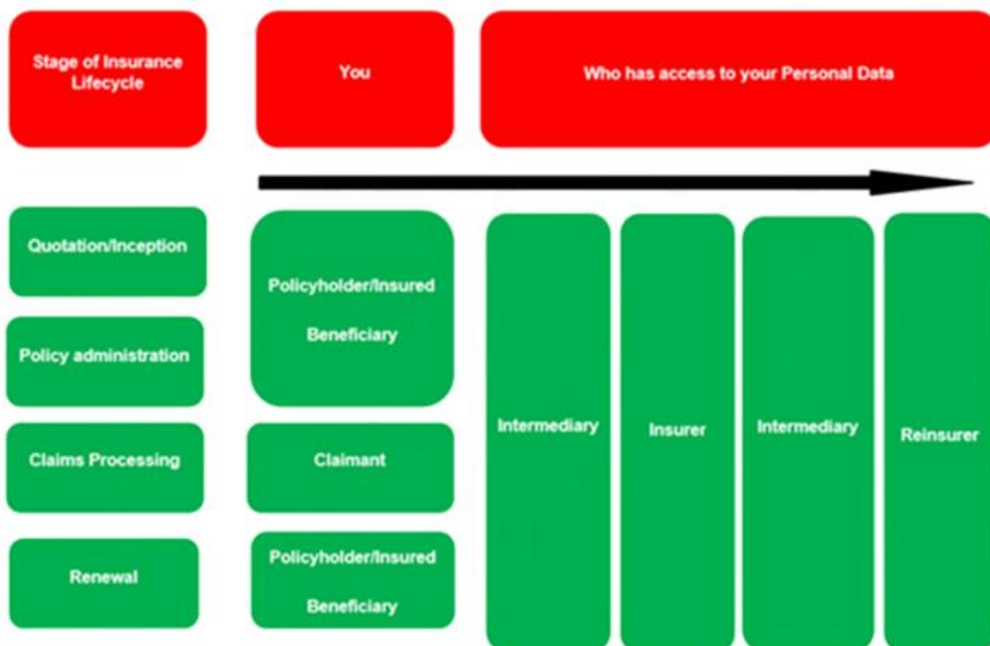 Stage of Insurance
Lifecycle
You
Who has access to your Personal Data
Quotation/Inception
Policy administration
Claims Processing
Renewal
Policyholder/Insured
Beneficiary
Claimant
Policyholder/Insured
Beneficiary
Intermediary
Insurer
Intermediary
Reinsurer